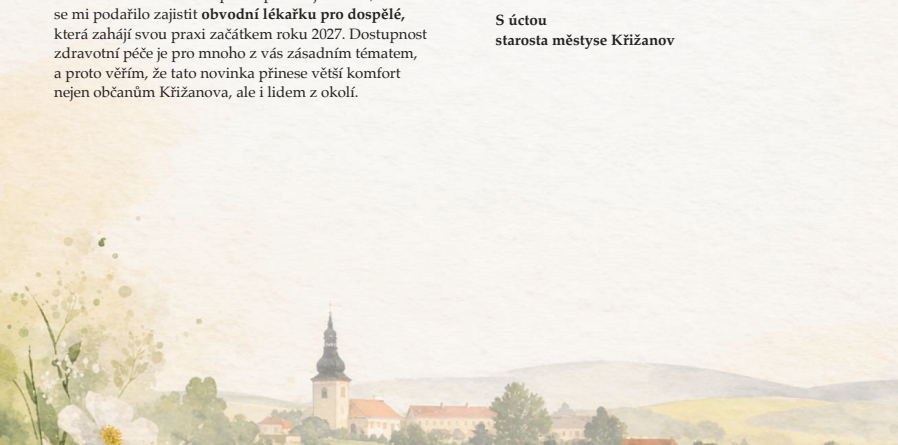 se mi podařilo zajistit obvodní lékařku pro dospělé,
která zahájí svou praxi začátkem roku 2027. Dostupnost
zdravotní péče je pro mnoho z vás zásadním tématem,
a proto věřím, že tato novinka přinese větší komfort
nejen občanům Křižanova, ale i lidem z okolí.
S úctou
starosta městyse Křižanov